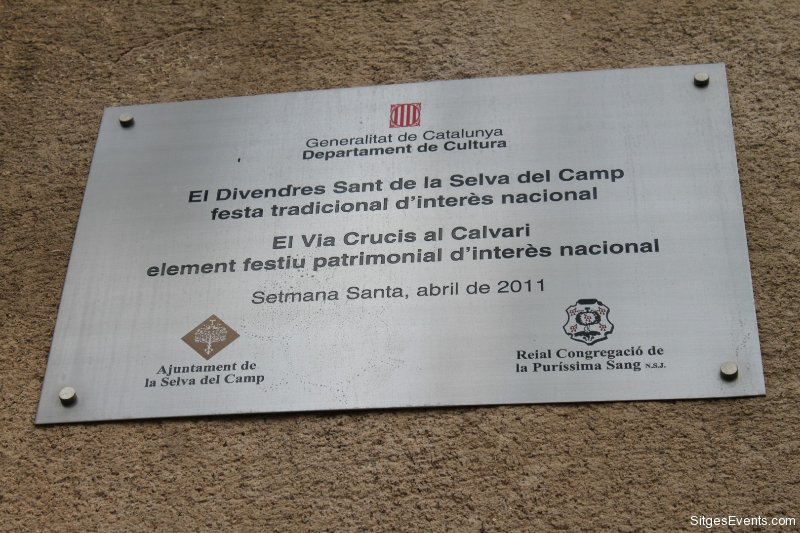 Generalitat de Catalunya
Departament de Cultura
El Divendres Sant de la Selva del Camp
festa tradicional d'interès nacional
El Via Crucis al Calvari
element festiu patrimonial d'interès nacional
Setmana Santa, abril de 2011
Ajuntament de
la Selva del Camp
Reial Congregació de
la Puríssima Sang N.S.J.
SitgesEvents.com